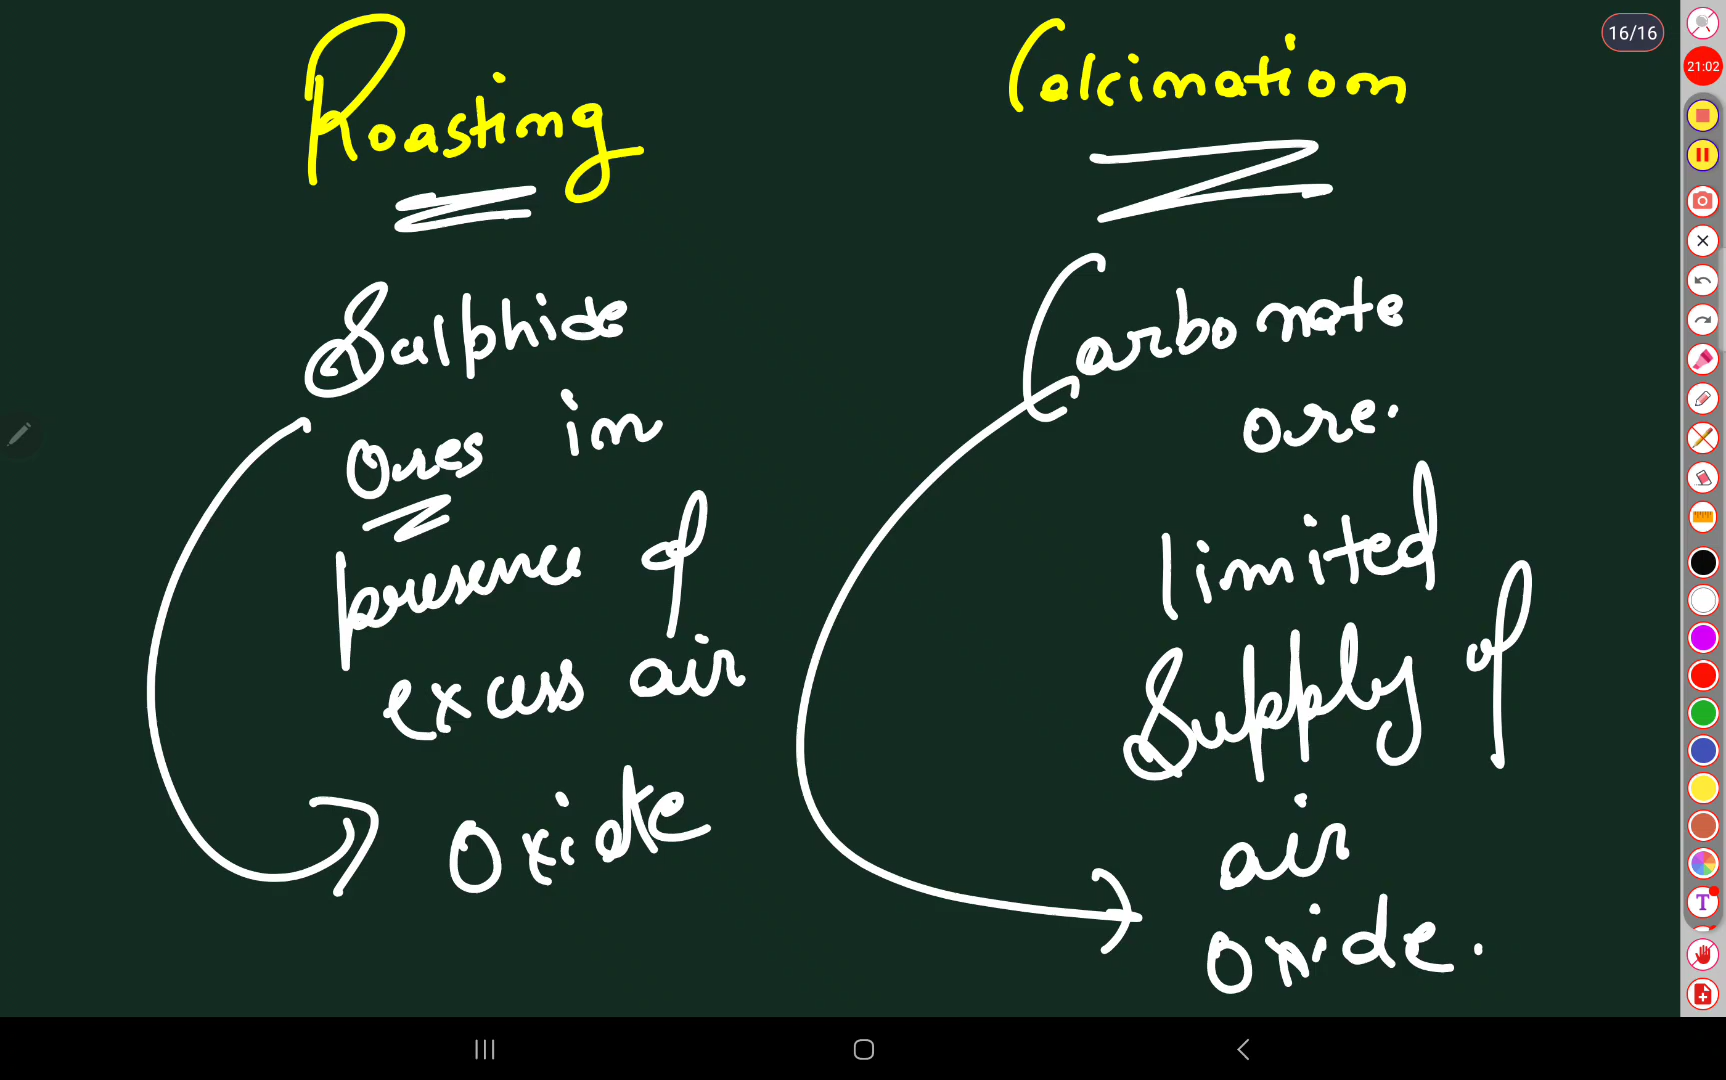 Roasting
Sulphide
Ores in
presence of
excess air
Oxide
Calcination
Carbonate
ore.
limited
Supply of
air
oxide.
16/16
21:02
T